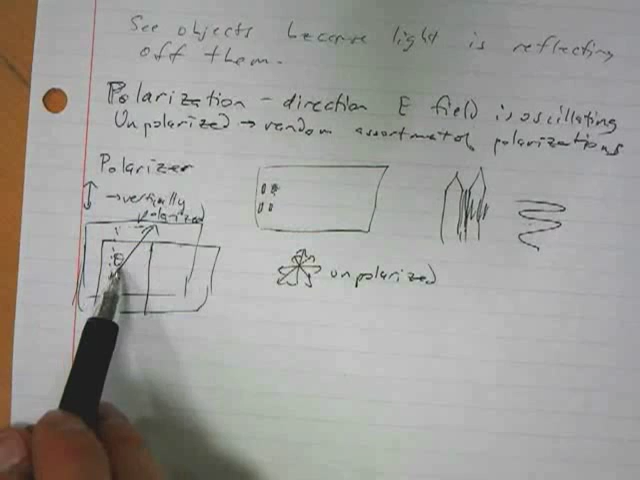 See objects because light is reflecting
off them.
Polarization - direction E field is oscillating
Unpolarized → random assortment of polarizations
Polarizer
→ vertically
polarized
θ
unpolarized